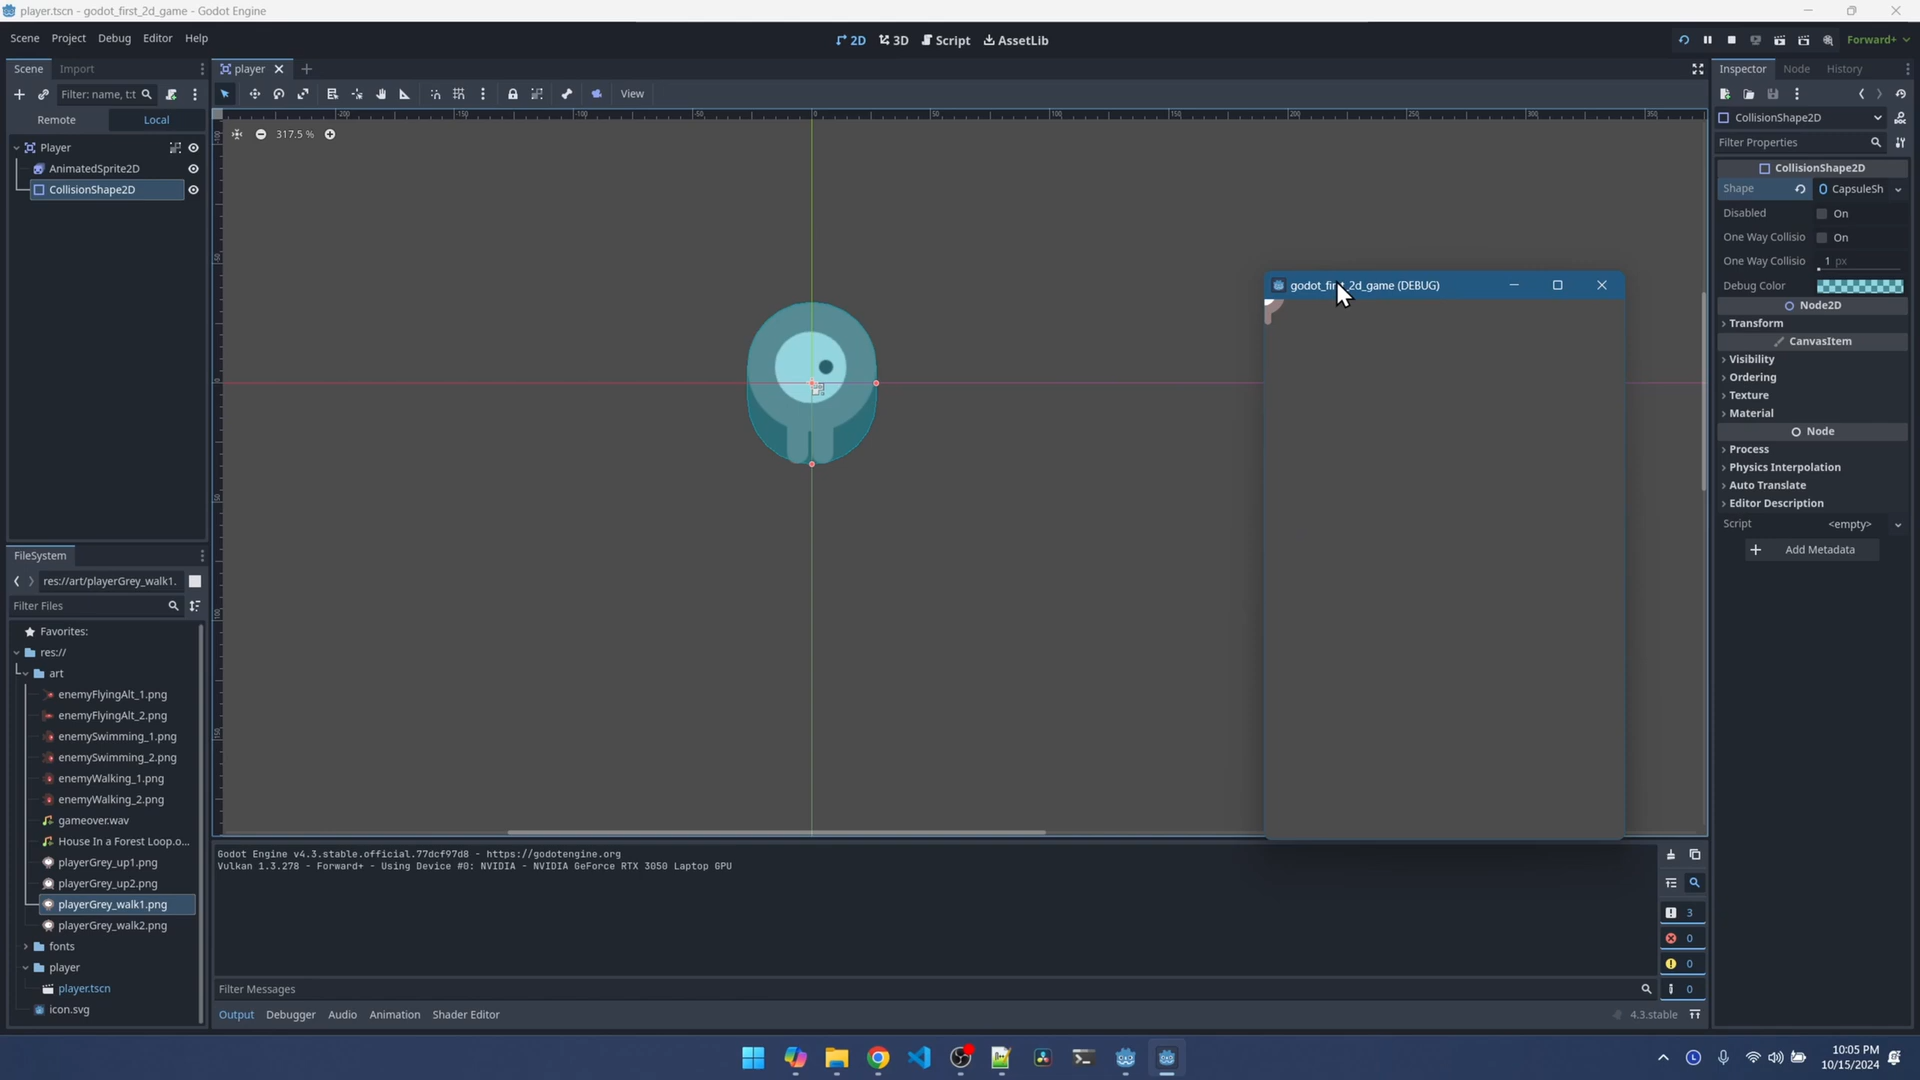 player.tscn - godot_first_2d_game - Godot Engine
Scene Project Debug Editor Help
2D 3D Script AssetLib
Forward+
Scene Import
player
Inspector Node History
Filter: name, t:t
View
Remote Local
317.5 %
CollisionShape2D
Filter Properties
Player
AnimatedSprite2D
CollisionShape2D
CollisionShape2D
Shape CapsuleSh
Disabled On
One Way Collisio On
One Way Collisio 1 px
Debug Color
Node2D
Transform
CanvasItem
Visibility
Ordering
Texture
Material
Node
Process
Physics Interpolation
Auto Translate
Editor Description
Script <empty>
Add Metadata
godot_first_2d_game (DEBUG)
FileSystem
res://art/playerGrey_walk1.
Filter Files
Favorites:
res://
art
enemyFlyingAlt_1.png
enemyFlyingAlt_2.png
enemySwimming_1.png
enemySwimming_2.png
enemyWalking_1.png
enemyWalking_2.png
gameover.wav
House In a Forest Loop.o...
playerGrey_up1.png
playerGrey_up2.png
playerGrey_walk1.png
playerGrey_walk2.png
fonts
player
player.tscn
icon.svg
Godot Engine v4.3.stable.official.77dcf97d8 - https://godotengine.org
Vulkan 1.3.278 - Forward+ - Using Device #0: NVIDIA - NVIDIA GeForce RTX 3050 Laptop GPU
3
0
0
0
Filter Messages
Output Debugger Audio Animation Shader Editor
4.3.stable
10:05 PM
10/15/2024